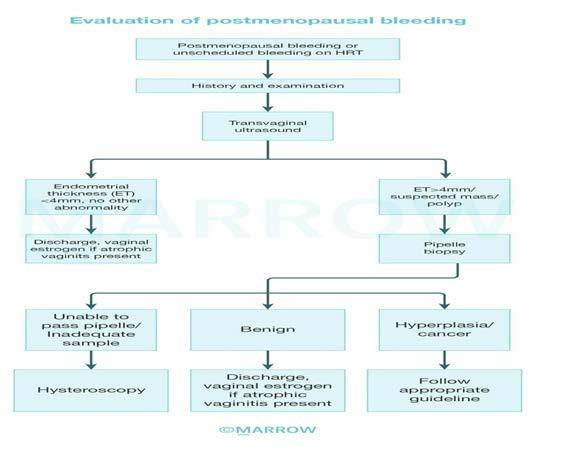 Evaluation of postmenopausal bleeding
Postmenopausal bleeding or
unscheduled bleeding on HRT
History and examination
Transvaginal
ultrasound
Endometrial
thickness (ET)
<4mm, no other
abnormality
ET>4mm/
suspected mass/
polyp
MARROW
Discharge, vaginal
estrogen if atrophic
vaginits present
Pipelle
biopsy
Unable to
pass pipelle/
Inadequate
sample
Benign
Hyperplasia/
cancer
Hysteroscopy
Discharge,
vaginal estrogen
if atrophic
vaginitis present
Follow
appropriate
guideline
©MARROW